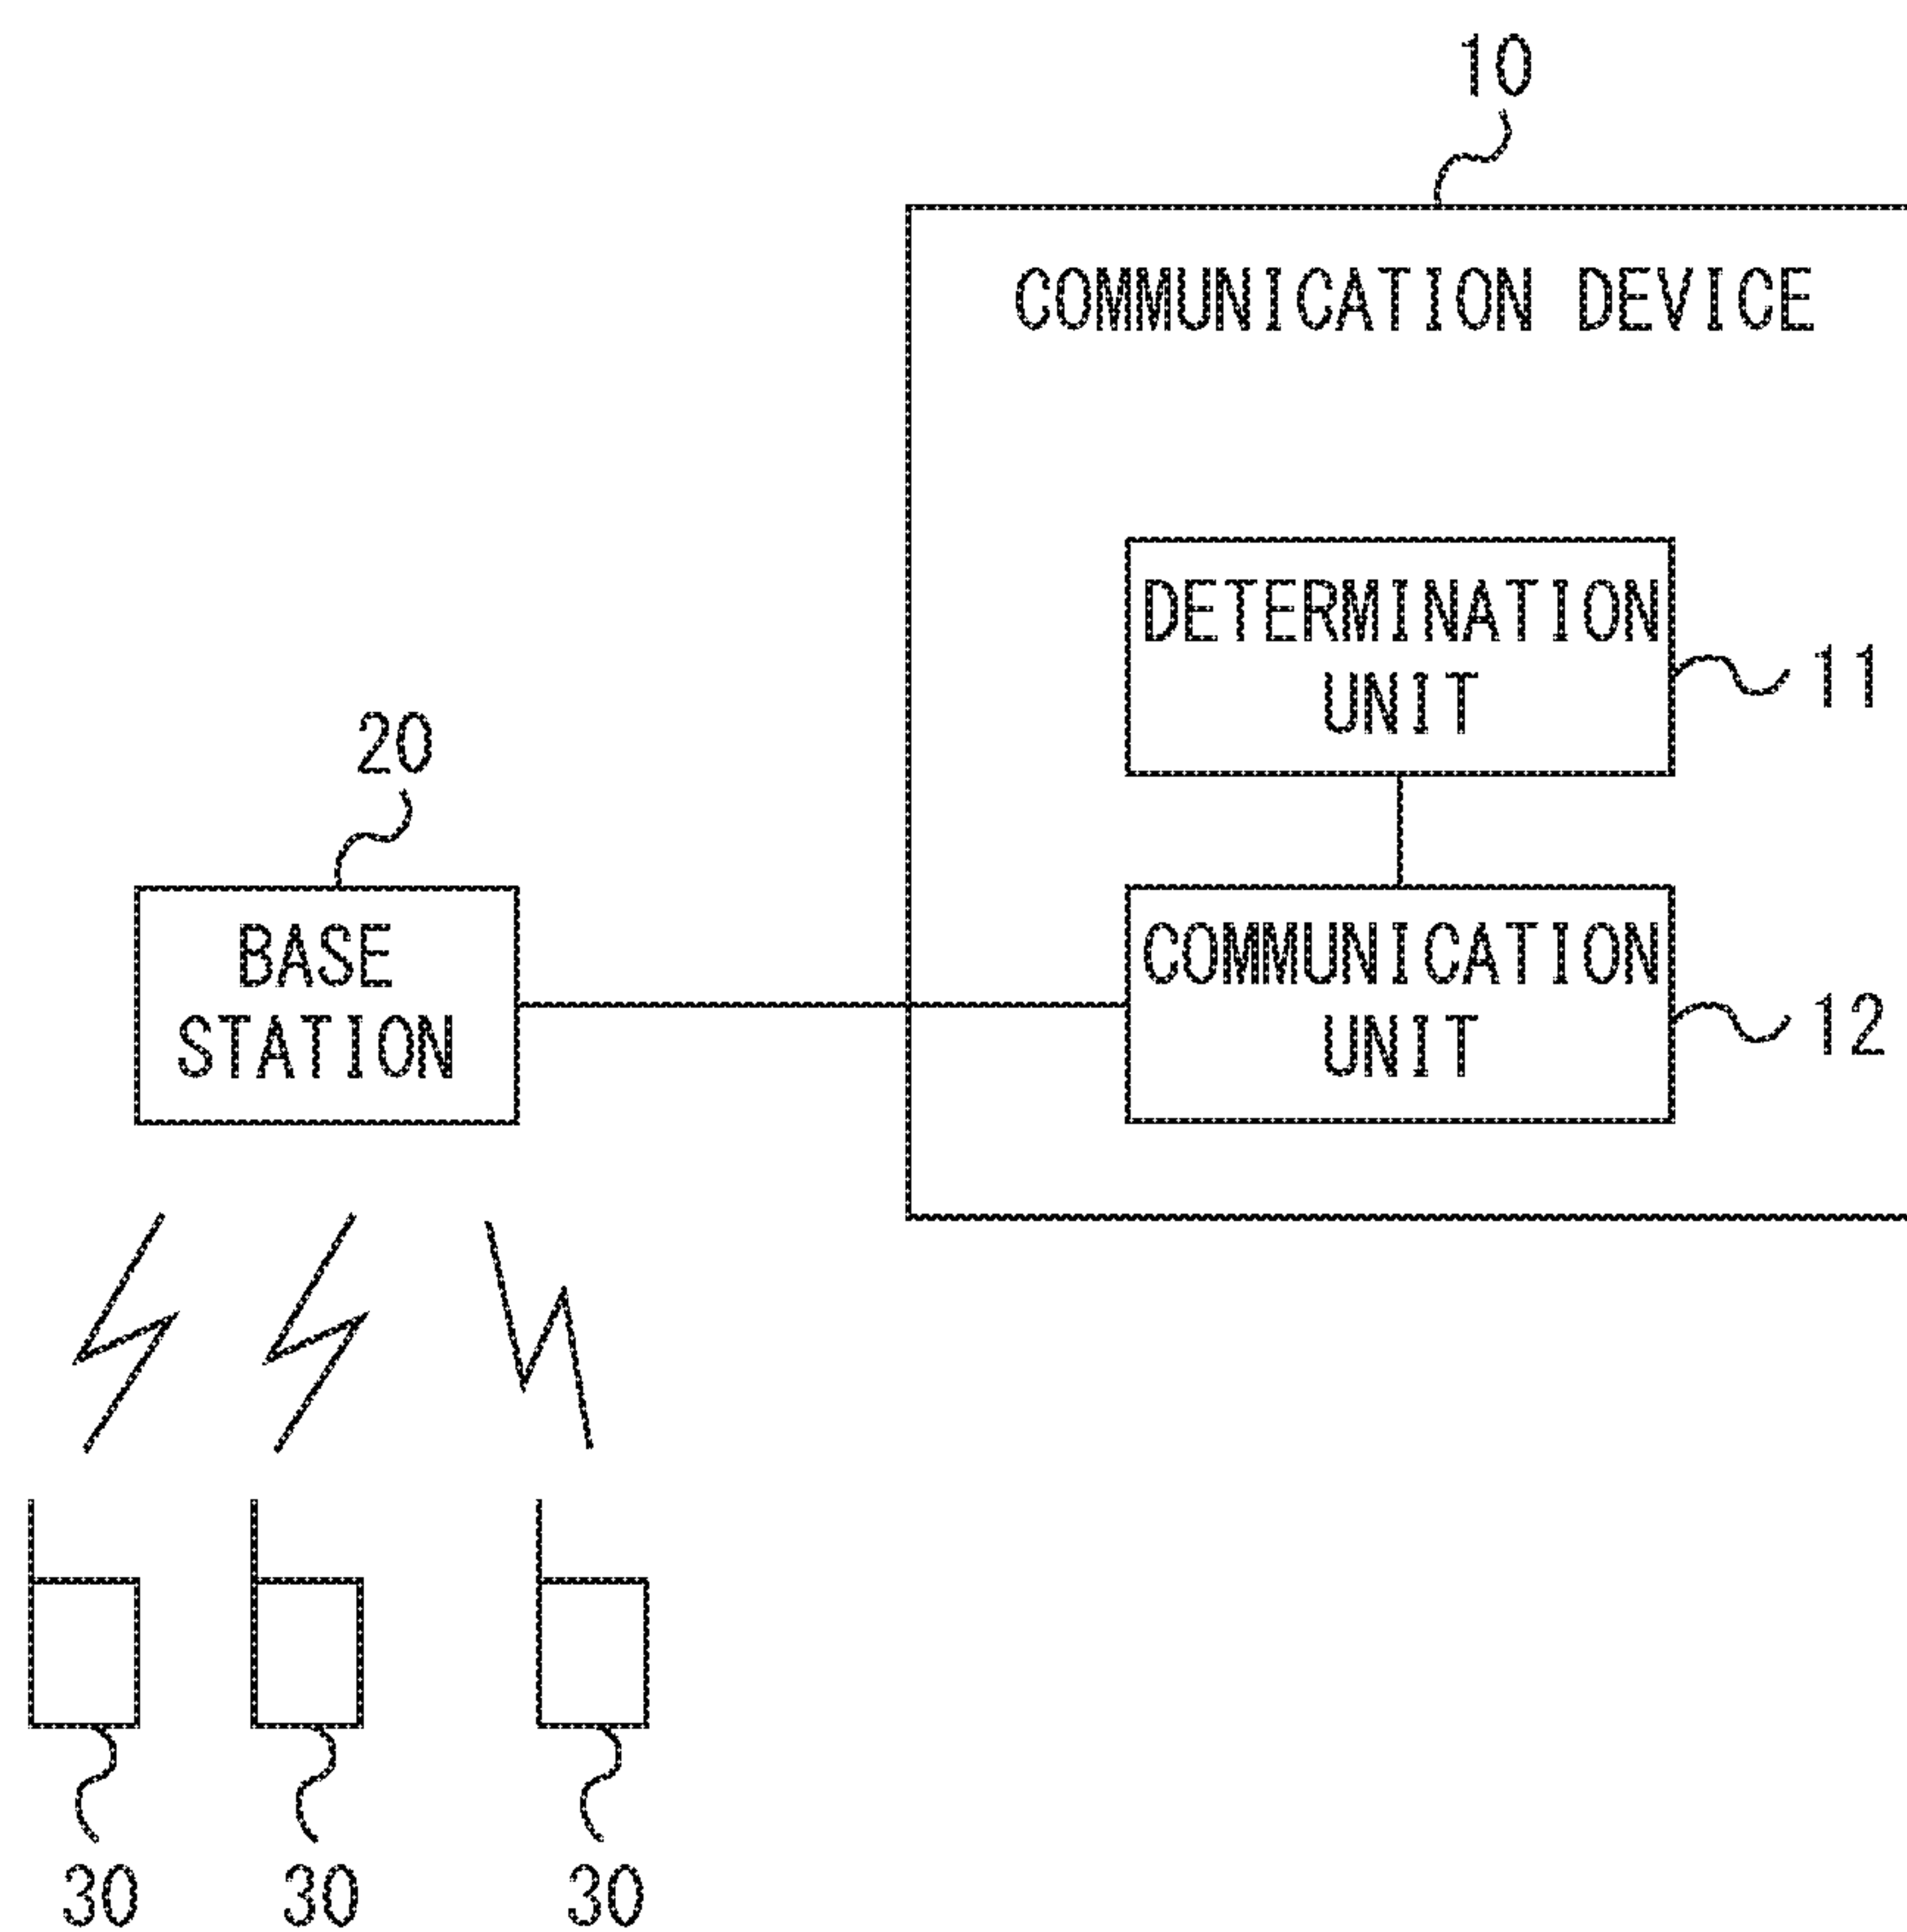 10
COMMUNICATION DEVICE
DETERMINATION
UNIT
11
20
BASE
STATION
COMMUNICATION
UNIT
12
30
30
30